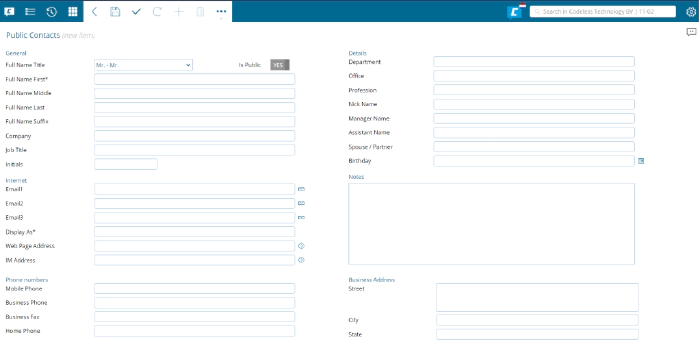 Search in Codeless Technology BV | 11-02
Public Contacts (new item)
General
Full Name Title
Mr. - Mr
Is Public
YES
Full Name First*
Full Name Middle
Full Name Last
Full Name Suffix
Company
Job Title
Initials
Internet
Email1
Email2
Email3
Display As*
Web Page Address
IM Address
Phone numbers
Mobile Phone
Business Phone
Business Fax
Home Phone
Details
Department
Office
Profession
Nick Name
Manager Name
Assistant Name
Spouse / Partner
Birthday
Notes
Business Address
Street
City
State